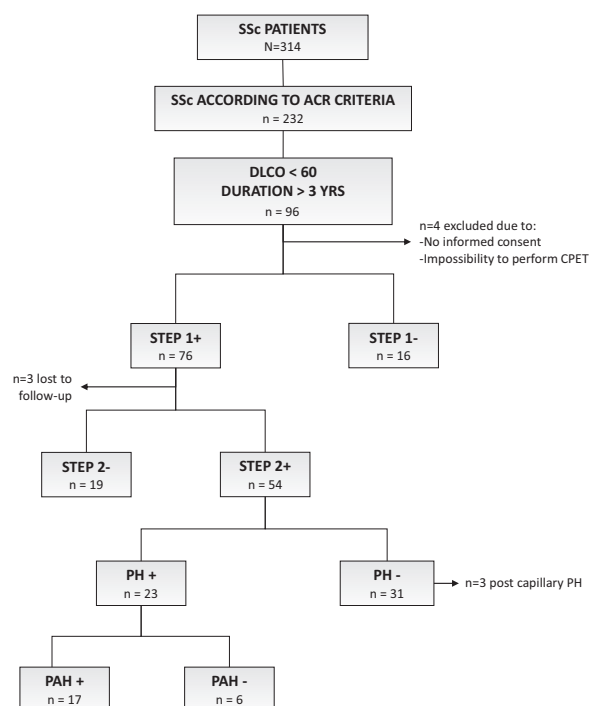 SSc PATIENTS
N=314
SSc ACCORDING TO ACR CRITERIA
n = 232
DLCO < 60
DURATION > 3 YRS
n = 96
n=4 excluded due to:
-No informed consent
-Impossibility to perform CPET
STEP 1+
n = 76
STEP 1-
n = 16
n=3 lost to
follow-up
STEP 2-
n = 19
STEP 2+
n = 54
PH +
n = 23
PH -
n = 31
n=3 post capillary PH
PAH +
n = 17
PAH -
n = 6